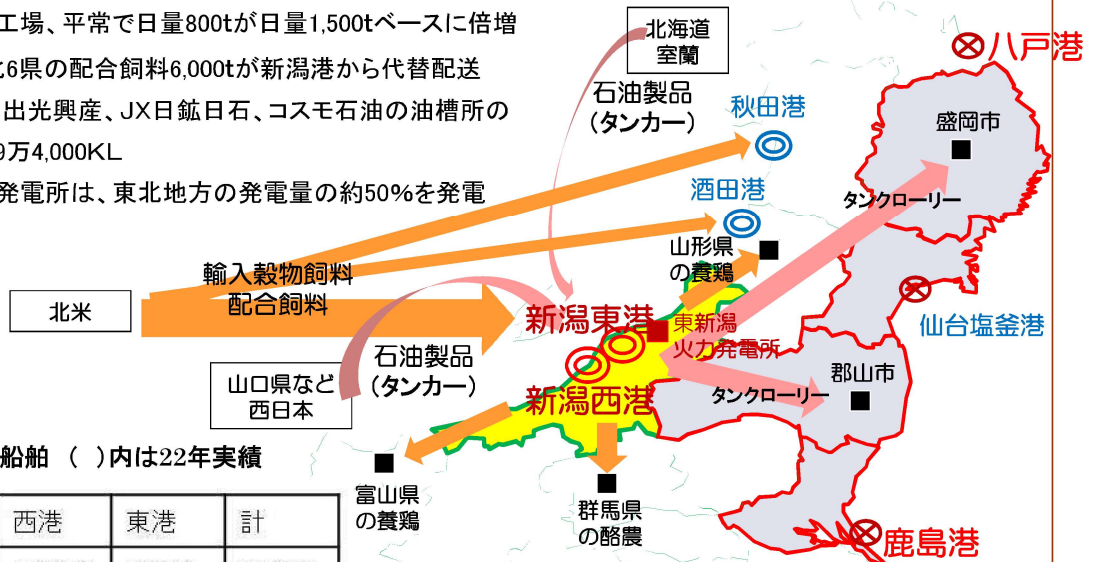 工場、平常で日量800tが日量1,500tベースに倍増
6県の配合飼料6,000tが新潟港から代替配送
出光興産、JX日鉱日石、コスモ石油の油槽所の
9万4,000KL
発電所は、東北地方の発電量の約50%を発電
北海道
室蘭
石油製品
（タンカー）
秋田港
酒田港
八戸港
盛岡市
タンクローリー
山形県
の養鶏
輸入穀物飼料
配合飼料
北米
新潟東港
東新潟
火力発電所
仙台塩釜港
石油製品
（タンカー）
山口県など
西日本
新潟西港
タンクローリー
郡山市
船舶 （ ）内は22年実績
富山県
の養鶏
群馬県
の酪農
鹿島港
西港 東港 計